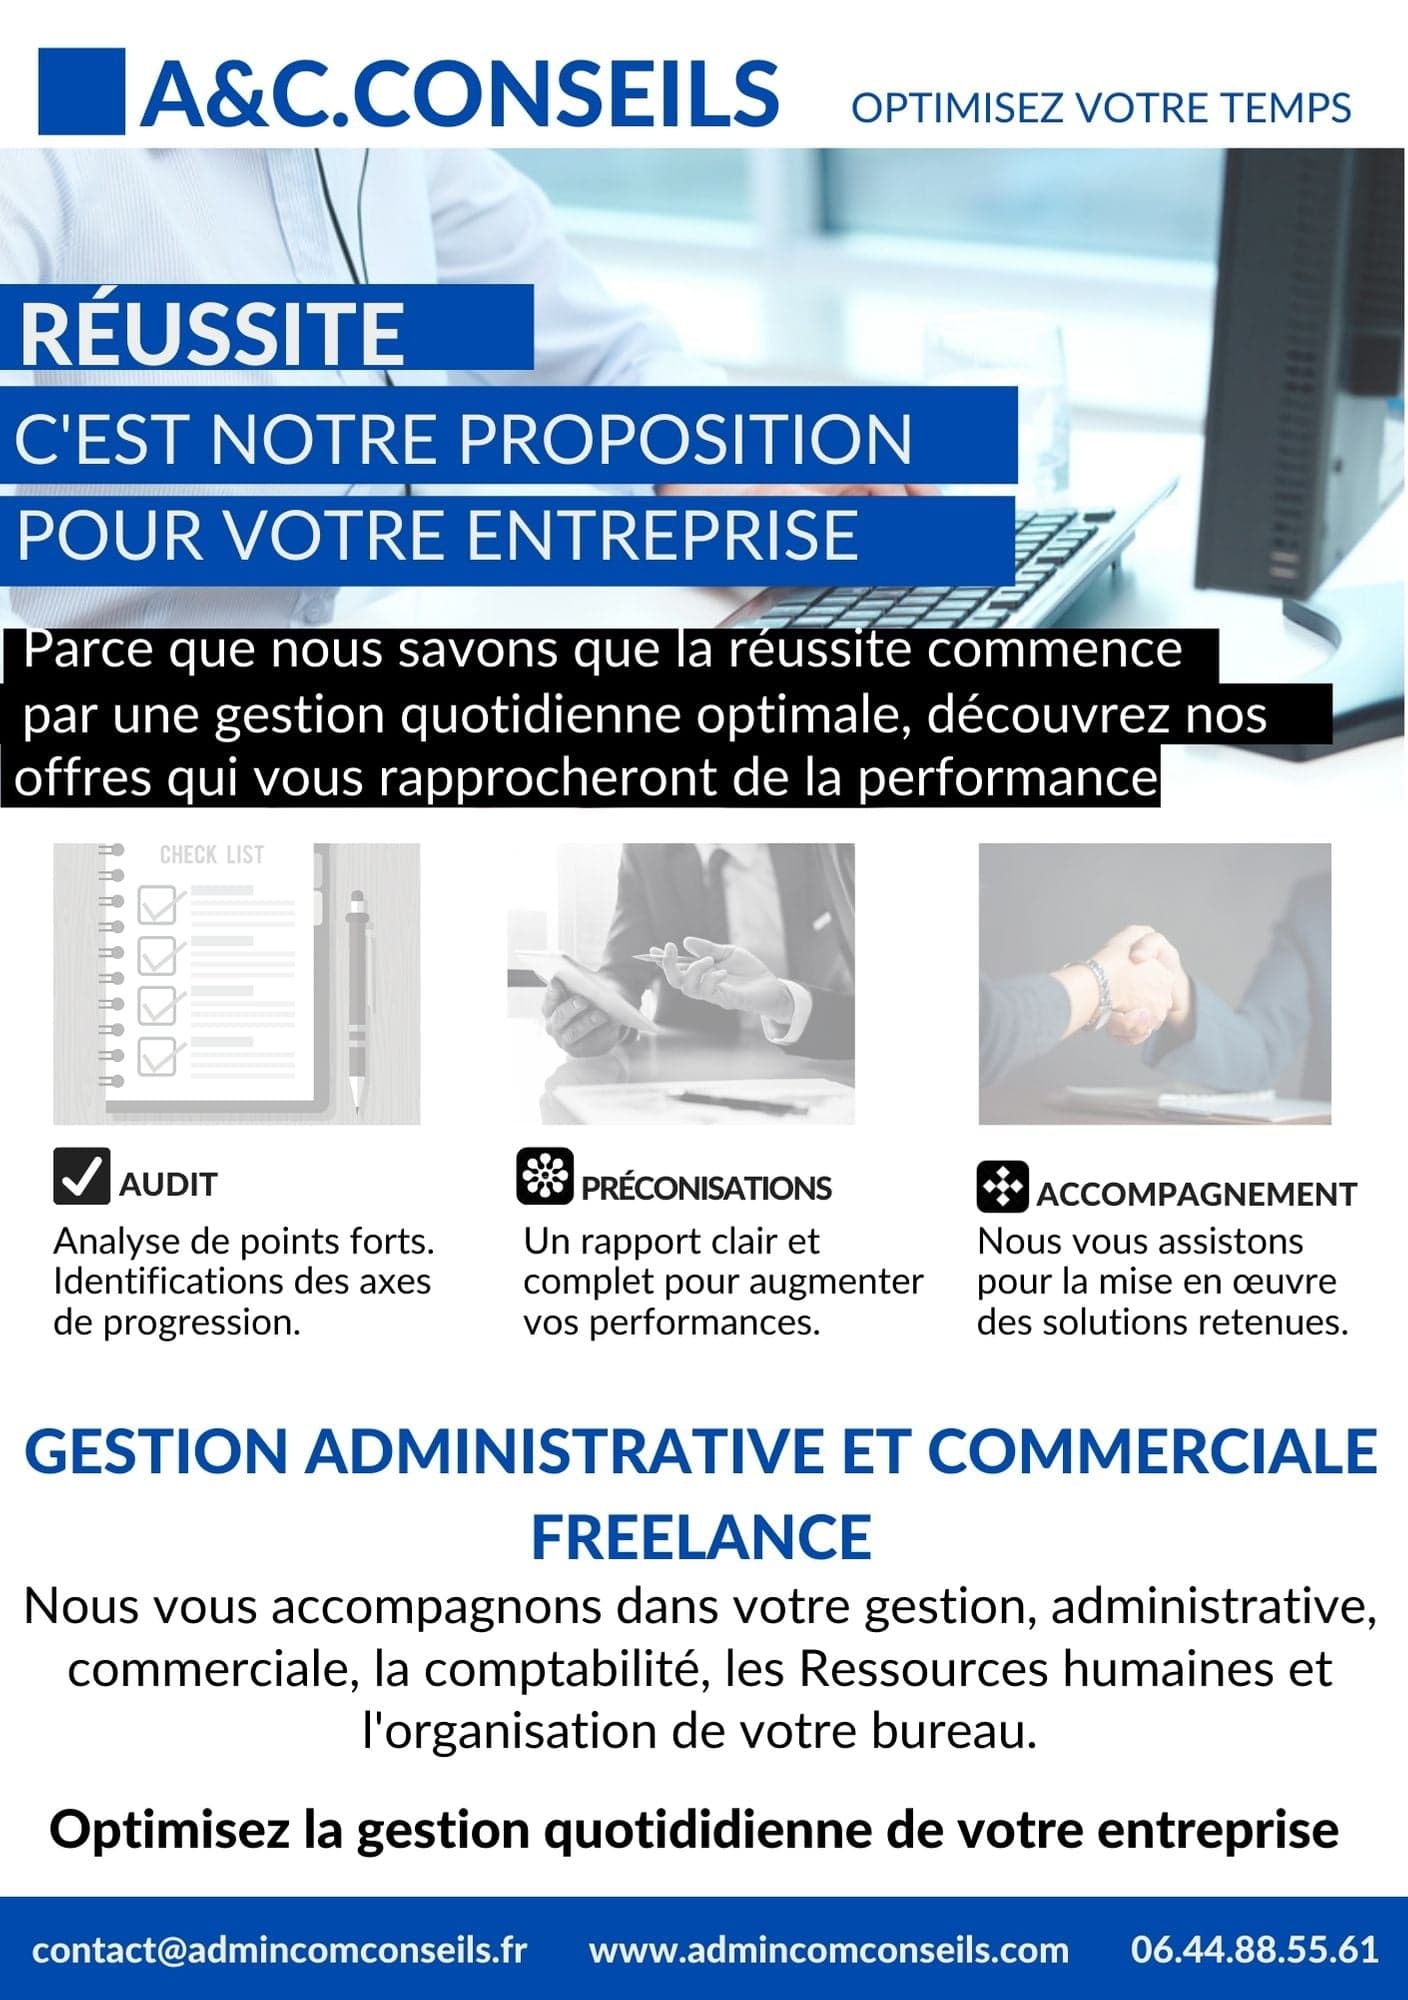 A&C.CONSEILS
OPTIMISEZ VOTRE TEMPS
RÉUSSITE
C'EST NOTRE PROPOSITION
POUR VOTRE ENTREPRISE
Parce que nous savons que la réussite commence
par une gestion quotidienne optimale, découvrez nos
offres qui vous rapprocheront de la performance
CHECK LIST
AUDIT
Analyse de points forts.
Identifications des axes
de progression.
PRÉCONISATIONS
Un rapport clair et
complet pour augmenter
vos performances.
ACCOMPAGNEMENT
Nous vous assistons
pour la mise en œuvre
des solutions retenues.
GESTION ADMINISTRATIVE ET COMMERCIALE
FREELANCE
Nous vous accompagnons dans votre gestion, administrative,
commerciale, la comptabilité, les Ressources humaines et
l'organisation de votre bureau.
Optimisez la gestion quotididienne de votre entreprise
contact@admincomconseils.fr www.admincomconseils.com 06.44.88.55.61